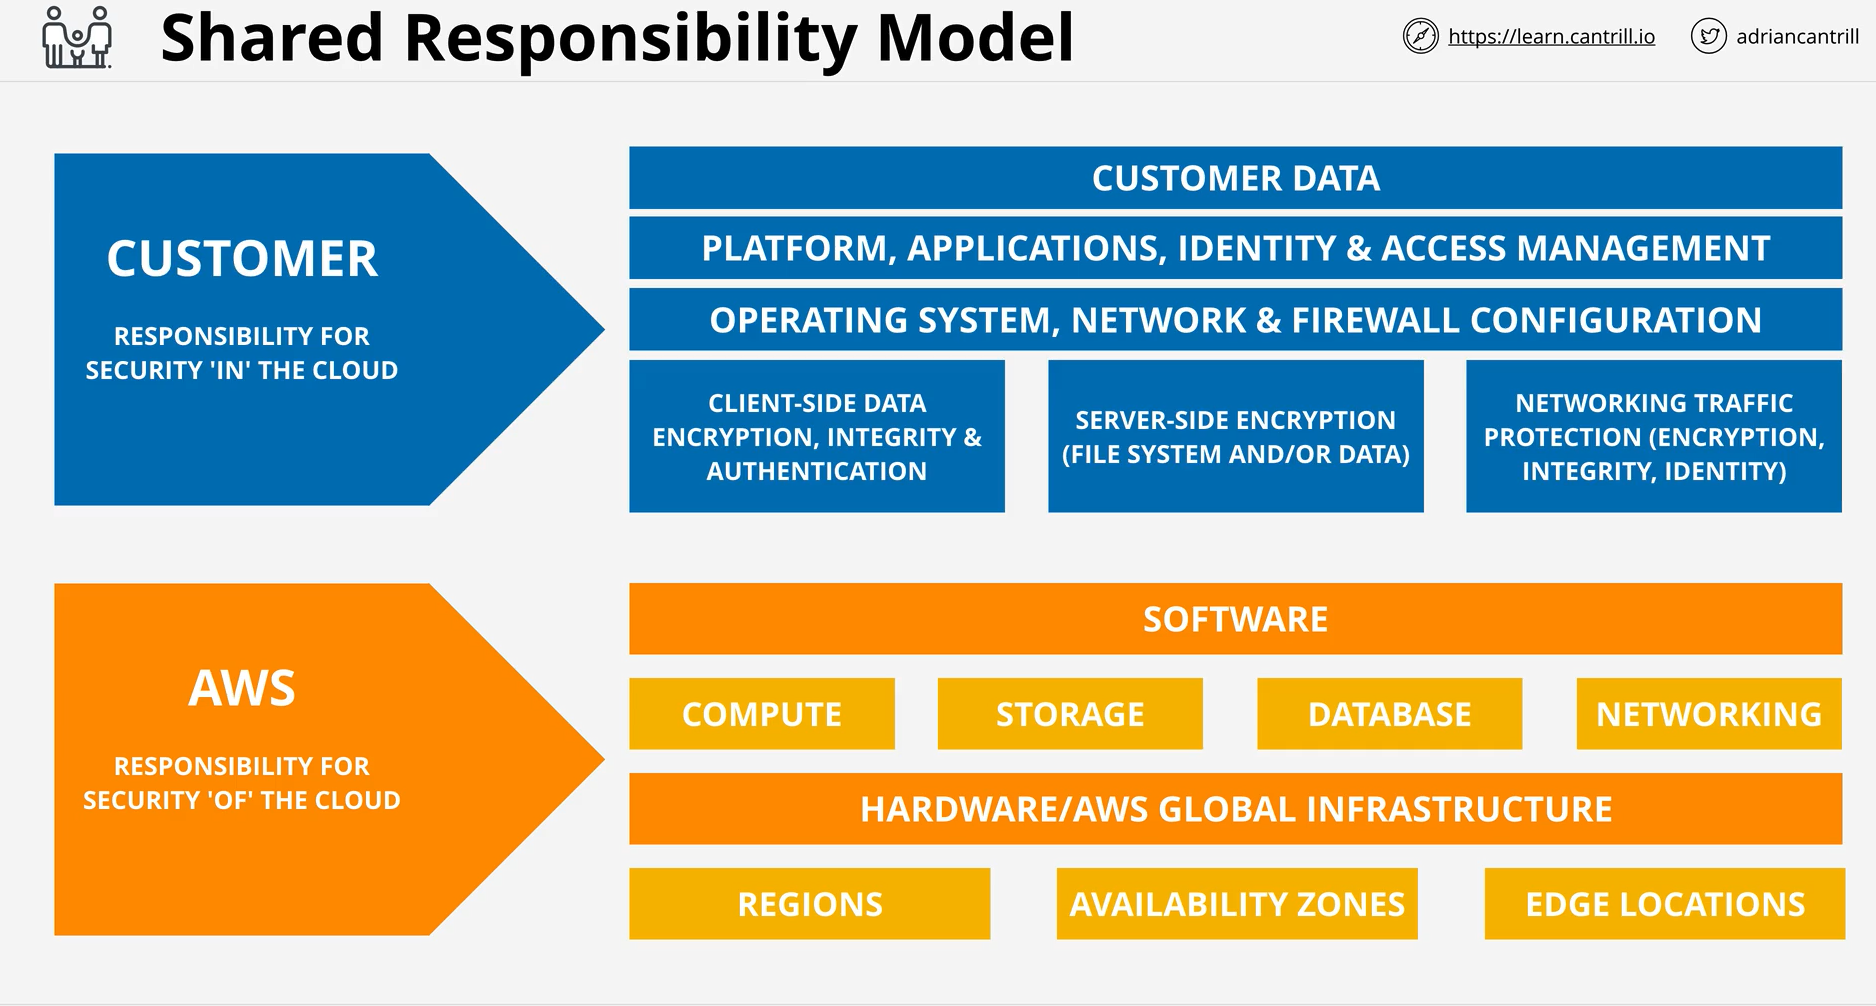 Shared Responsibility Model
https://learn.cantrill.io
adriancantrill
CUSTOMER
RESPONSIBILITY FOR
SECURITY 'IN' THE CLOUD
CUSTOMER DATA
PLATFORM, APPLICATIONS, IDENTITY & ACCESS MANAGEMENT
OPERATING SYSTEM, NETWORK & FIREWALL CONFIGURATION
CLIENT-SIDE DATA
ENCRYPTION, INTEGRITY &
AUTHENTICATION
SERVER-SIDE ENCRYPTION
(FILE SYSTEM AND/OR DATA)
NETWORKING TRAFFIC
PROTECTION (ENCRYPTION,
INTEGRITY, IDENTITY)
AWS
RESPONSIBILITY FOR
SECURITY 'OF' THE CLOUD
SOFTWARE
COMPUTE
STORAGE
DATABASE
NETWORKING
HARDWARE/AWS GLOBAL INFRASTRUCTURE
REGIONS
AVAILABILITY ZONES
EDGE LOCATIONS